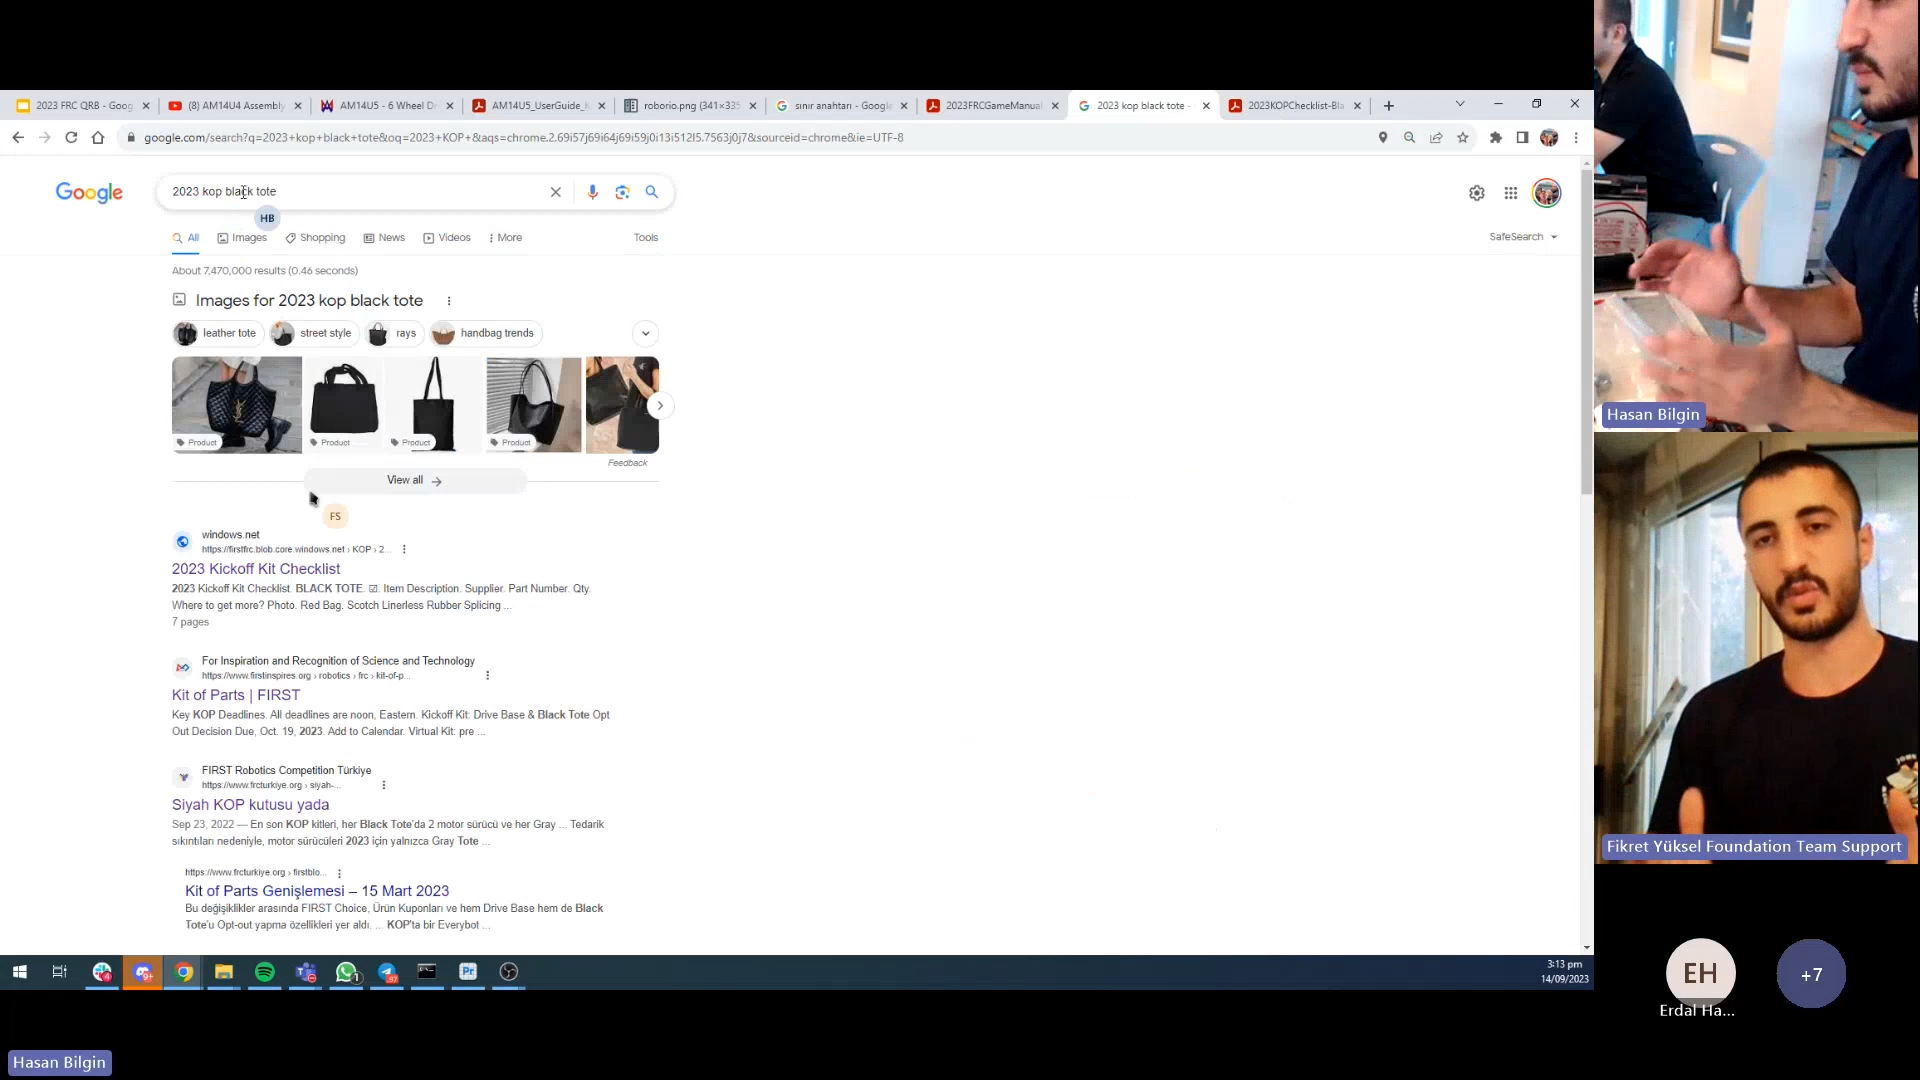 2023 FRC QRB - Goog
(8) AM14U4 Assembly
AM14U5 - 6 Wheel Dr
AM14U5_UserGuide_
roborio.png (341×335
sınır anahtarı - Google
2023FRCGameManual
2023 kop black tote -
2023KOPChecklist-Bla
google.com/search?q=2023+kop+black+tote&oq=2023+KOP+&aqs=chrome.2.69i57j69i64j69i59j0i13i512l5.7563j0j7&sourceid=chrome&ie=UTF-8
Google
2023 kop black tote
HB
All
Images
Shopping
News
Videos
More
Tools
SafeSearch
About 7,470,000 results (0.46 seconds)
Images for 2023 kop black tote
leather tote
street style
rays
handbag trends
Product
Product
Product
Product
Feedback
View all
FS
windows.net
https://firstfrc.blob.core.windows.net › KOP › 2...
2023 Kickoff Kit Checklist
2023 Kickoff Kit Checklist. BLACK TOTE. ☑. Item Description. Supplier. Part Number. Qty.
Where to get more? Photo. Red Bag. Scotch Linerless Rubber Splicing ...
7 pages
For Inspiration and Recognition of Science and Technology
https://www.firstinspires.org › robotics › frc › kit-of-p...
Kit of Parts | FIRST
Key KOP Deadlines. All deadlines are noon, Eastern. Kickoff Kit: Drive Base & Black Tote Opt
Out Decision Due, Oct. 19, 2023. Add to Calendar. Virtual Kit: pre ...
FIRST Robotics Competition Türkiye
https://www.frcturkiye.org › siyah-...
Siyah KOP kutusu yada
Sep 23, 2022 — En son KOP kitleri, her Black Tote'da 2 motor sürücü ve her Gray ... Tedarik
sıkıntıları nedeniyle, motor sürücüleri 2023 için yalnızca Gray Tote ...
https://www.frcturkiye.org › firstblo...
Kit of Parts Genişlemesi – 15 Mart 2023
Bu değişiklikler arasında FIRST Choice, Ürün Kuponları ve hem Drive Base hem de Black
Tote'u Opt-out yapma özellikleri yer aldı. ... KOP'ta bir Everybot ...
3:13 pm
14/09/2023
Hasan Bilgin
Fikret Yüksel Foundation Team Support
EH
+7
Erdal Ha...
Hasan Bilgin